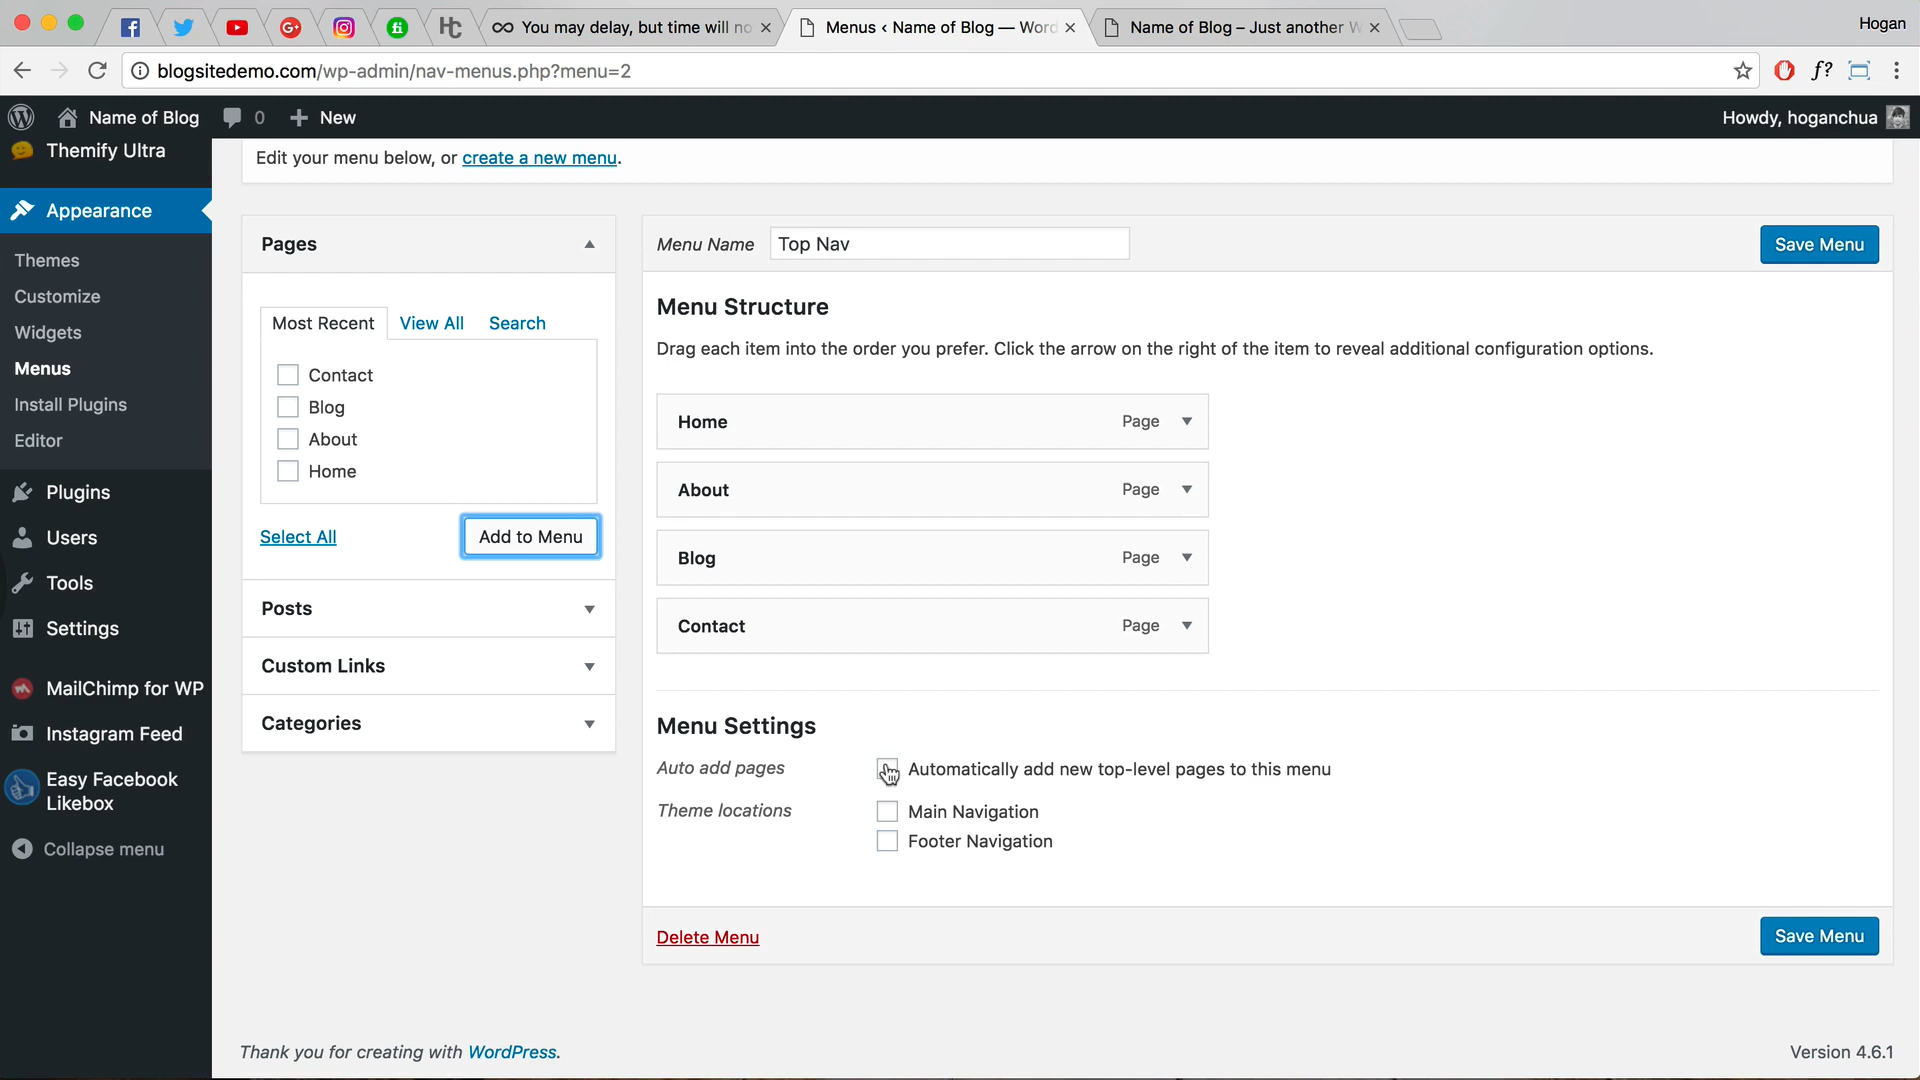 You may delay, but time will no
Menus ‹ Name of Blog — Word
Name of Blog – Just another W
Hogan
blogsitedemo.com/wp-admin/nav-menus.php?menu=2
f?
Name of Blog
0
New
Howdy, hoganchua
Themify Ultra
Appearance
Themes
Customize
Widgets
Menus
Install Plugins
Editor
Plugins
Users
Tools
Settings
MailChimp for WP
Instagram Feed
Easy Facebook
Likebox
Collapse menu
Edit your menu below, or create a new menu.
Pages
Most Recent
View All
Search
Contact
Blog
About
Home
Select All
Add to Menu
Posts
Custom Links
Categories
Menu Name
Top Nav
Save Menu
Menu Structure
Drag each item into the order you prefer. Click the arrow on the right of the item to reveal additional configuration options.
Home Page
About Page
Blog Page
Contact Page
Menu Settings
Auto add pages
Automatically add new top-level pages to this menu
Theme locations
Main Navigation
Footer Navigation
Delete Menu
Save Menu
Thank you for creating with WordPress.
Version 4.6.1